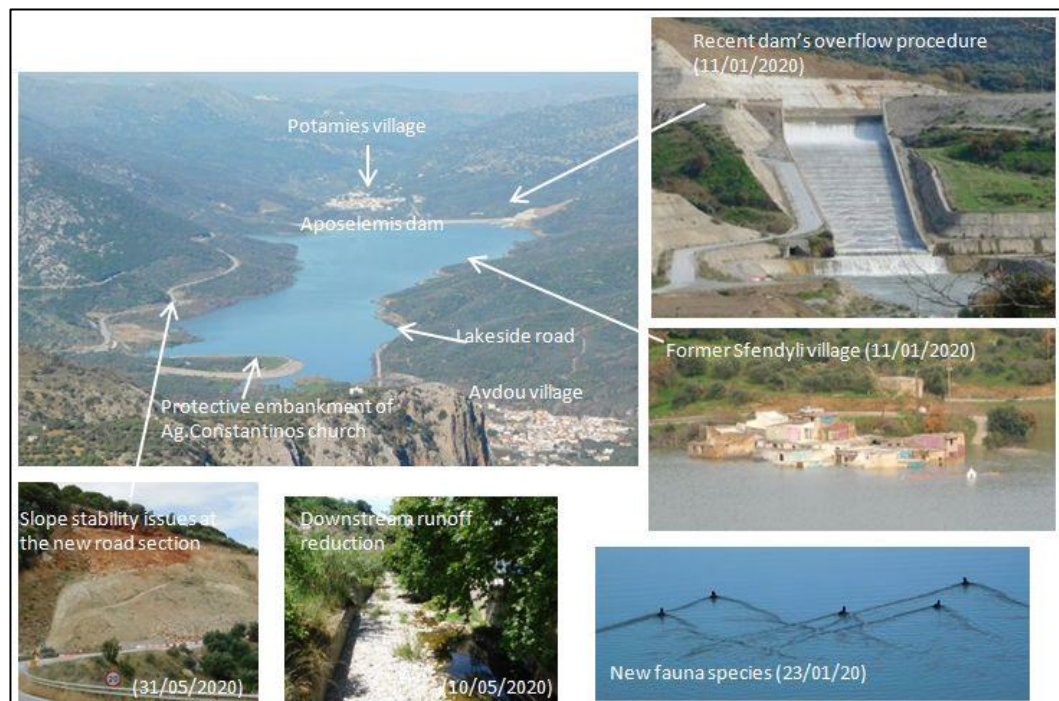 Recent dam's overflow procedure
(11/01/2020)
Potamies village
Aposelemis dam
Lakeside road
Avdou village
Protective embankment of
Ag.Constantinos church
Former Sfendyli village (11/01/2020)
Slope stability issues at
the new road section
(31/05/2020)
Downstream runoff
reduction
(10/05/2020)
New fauna species (23/01/20)